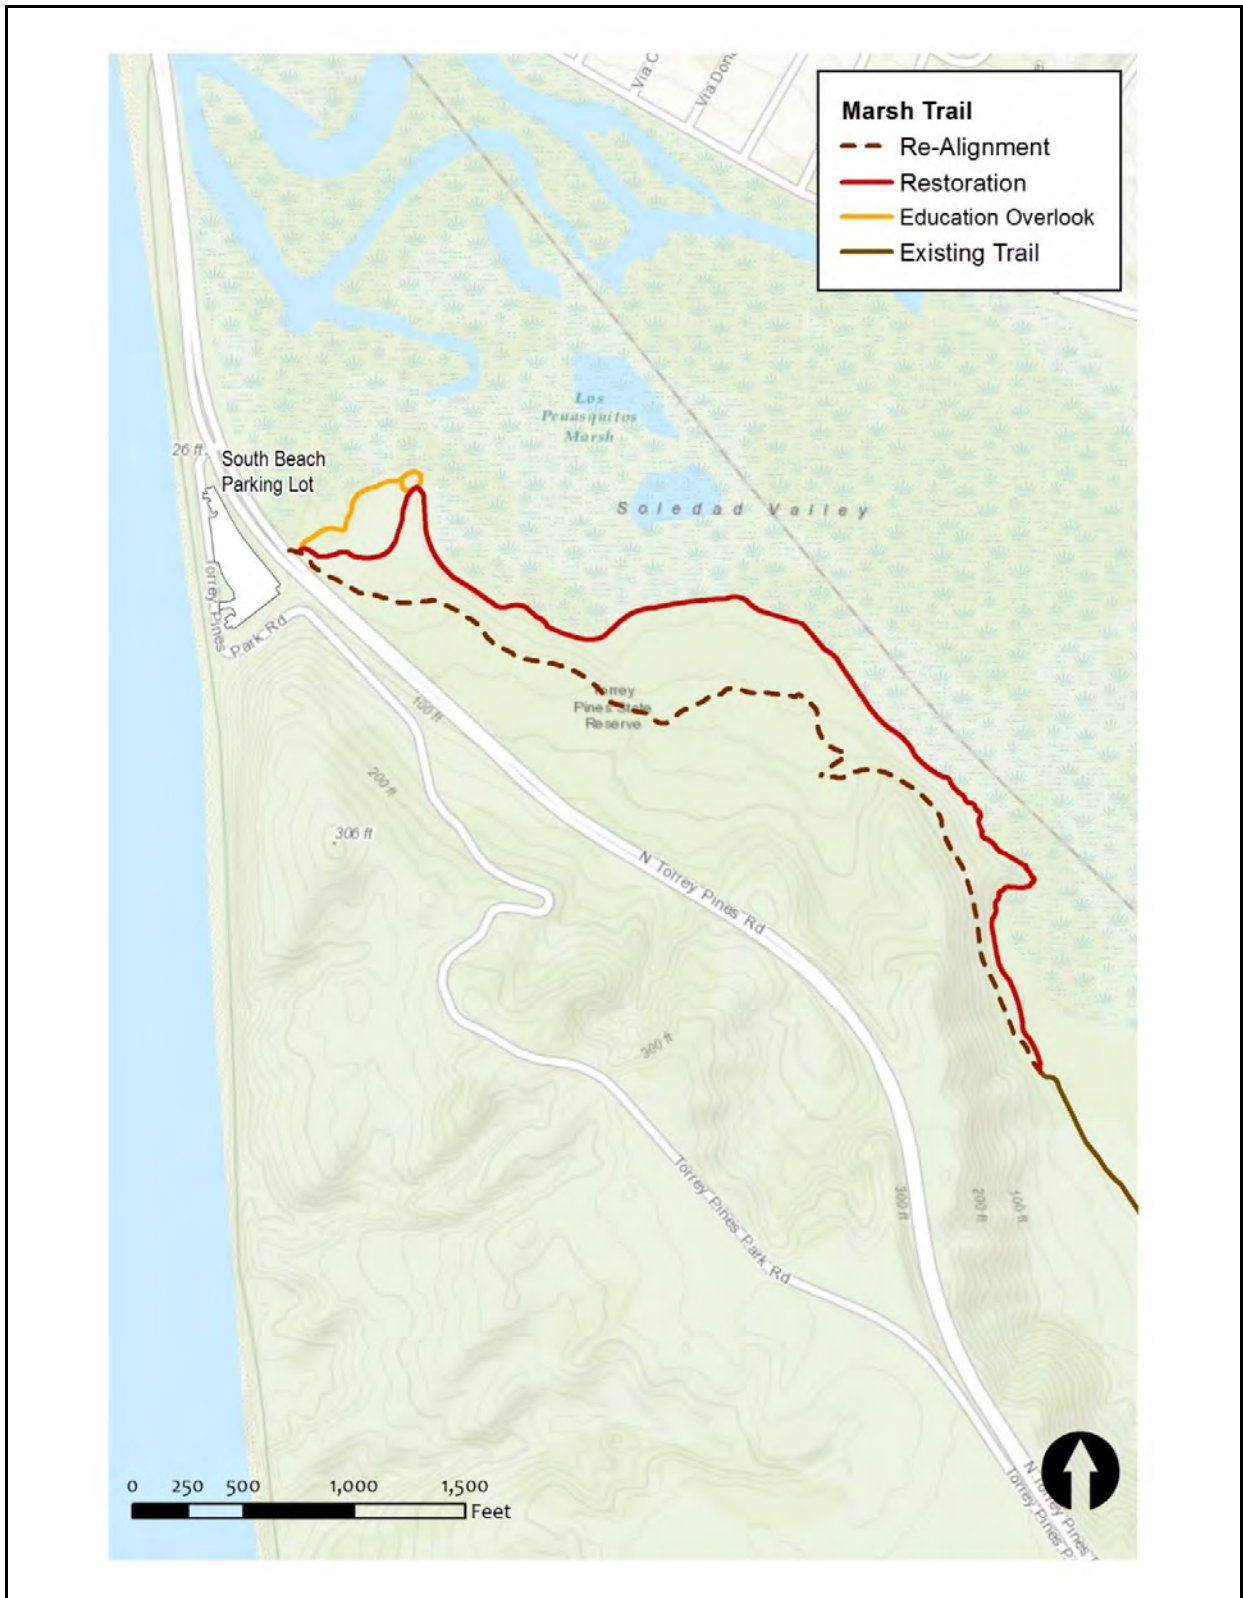 Via C
Via Don
Marsh Trail
Re-Alignment
Restoration
Education Overlook
Existing Trail
Los
Penasquitos
Marsh
26 ft.
South Beach
Parking Lot
Soledad Valley
Torrey Pines
Park Rd
Torrey
Pines State
Reserve
100 ft
200 ft
306 ft
N Torrey Pines Rd
300 ft
Torrey Pines Park Rd
300 ft
200 ft
100 ft
0 250 500 1,000 1,500
Feet
N Torrey Pines
Torrey Pines P